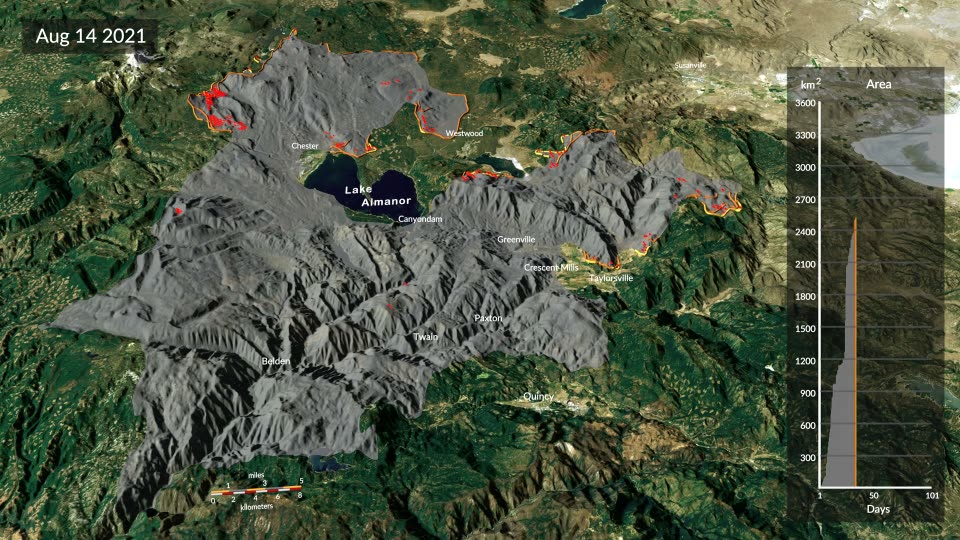 Aug 14 2021
Susanville
Westwood
Chester
Lake
Almanor
Canyondam
Greenville
Crescent Mills
Taylorsville
Paxton
Twain
Belden
Quincy
miles
0 1 3 5
0 2 4 6 8
kilometers
km2 Area
3600
3300
3000
2700
2400
2100
1800
1500
1200
900
600
300
1 50 101
Days